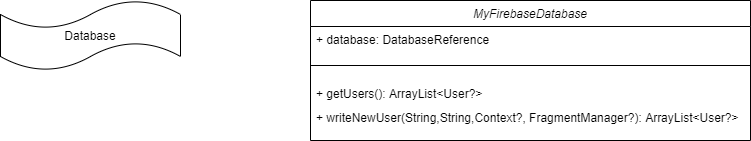 Database
MyFirebaseDatabase
+ database: DatabaseReference
+ getUsers(): ArrayList<User?>
+ writeNewUser(String,String,Context?, FragmentManager?): ArrayList<User?>